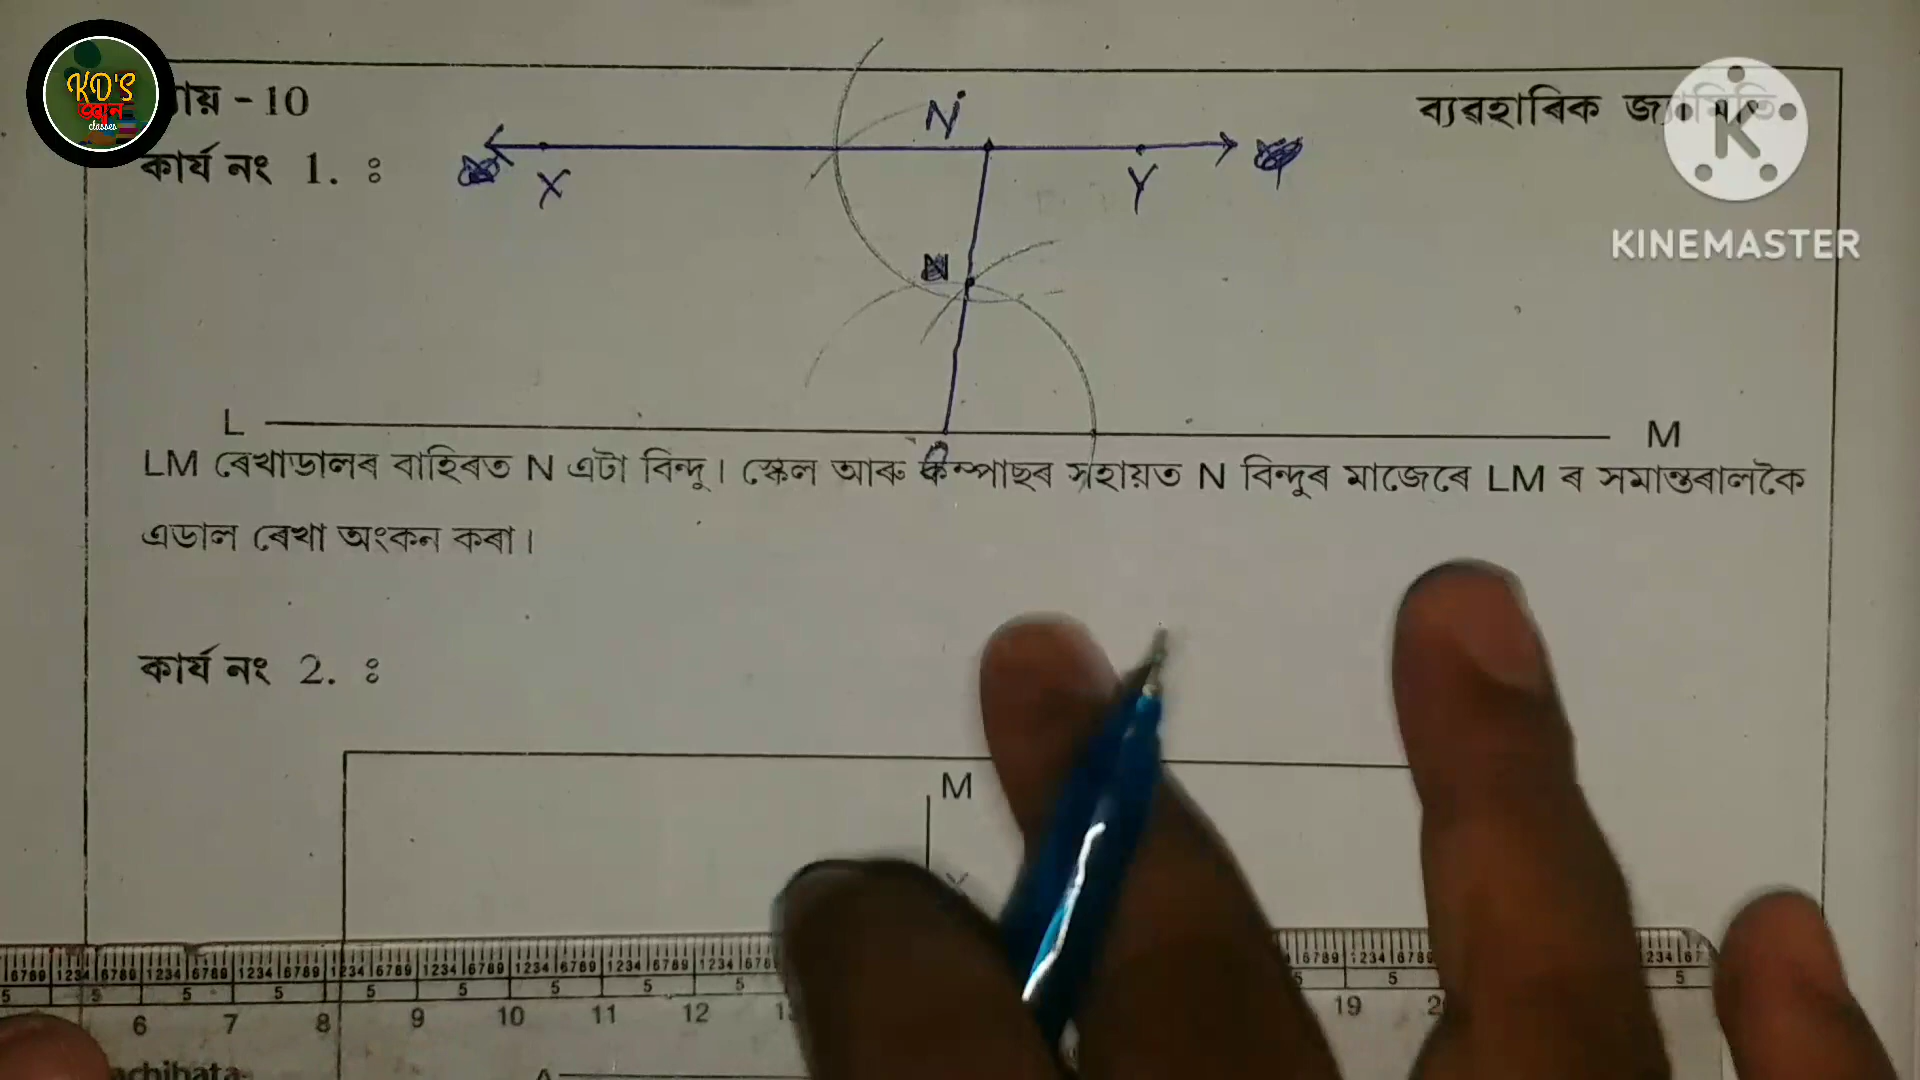 KD'S
জ্ঞান
classes
য় - 10
ব্যৱহাৰিক
K
KINEMASTER
কাৰ্য নং 1. ঃ
N
X
Y
N
L
M
O
LM ৰেখাডালৰ বাহিৰত N এটা বিন্দু। স্কেল আৰু কম্পাছৰ সহায়ত N বিন্দুৰ মাজেৰে LM ৰ সমান্তৰালকৈ
এডাল ৰেখা অংকন কৰা।
কাৰ্য নং 2. ঃ
M
6 7 8 9 10 11 12 19
A